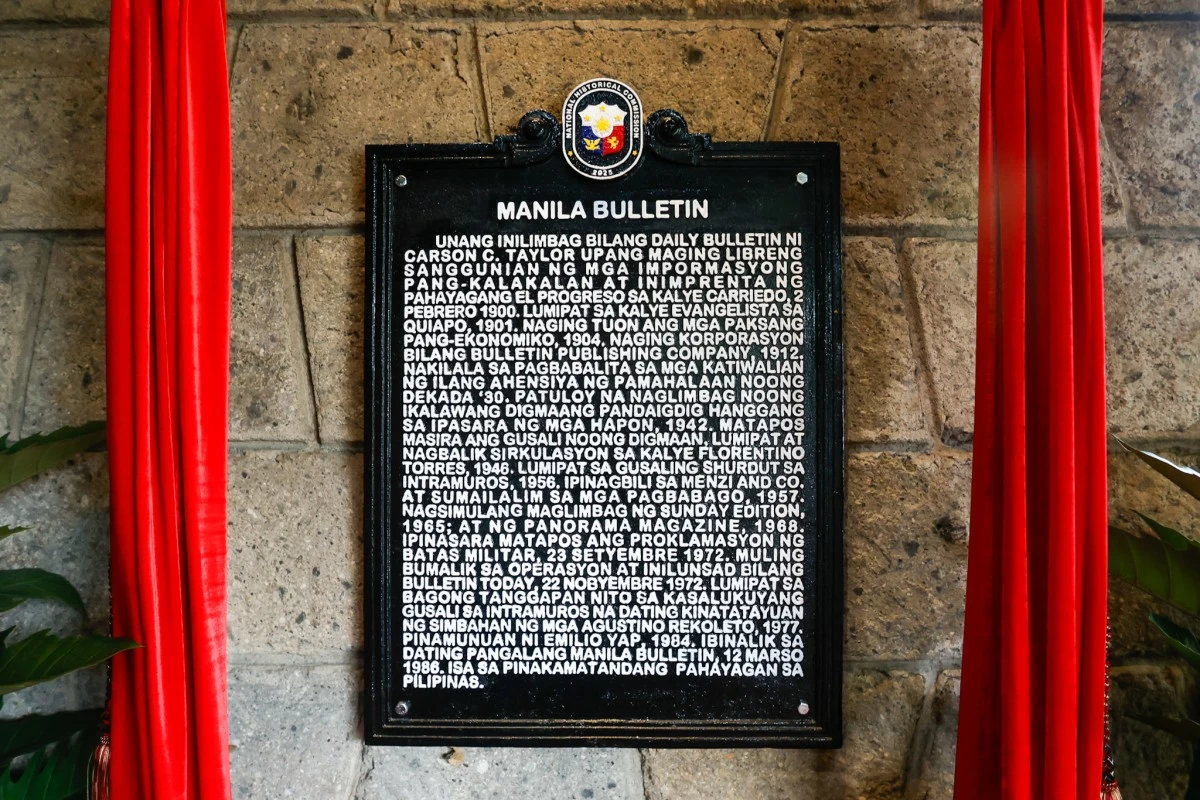 NATIONAL HISTORICAL COMMISSION
2025
MANILA BULLETIN
UNANG INILIMBAG BILANG DAILY BULLETIN NI
CARSON C. TAYLOR UPANG MAGING LIBRENG
SANGGUNIAN NG MGA IMPORMASYONG
PANG-KALAKALAN AT INIMPRENTA NG
PAHAYAGANG EL PROGRESO SA KALYE CARRIEDO, 2
PEBRERO 1900. LUMIPAT SA KALYE EVANGELISTA SA
QUIAPO, 1901. NAGING TUON ANG MGA PAKSANG
PANG-EKONOMIKO, 1904. NAGING KORPORASYON
BILANG BULLETIN PUBLISHING COMPANY, 1912.
NAKILALA SA PAGBABALITA SA MGA KATIWALIAN
NG ILANG AHENSIYA NG PAMAHALAAN NOONG
DEKADA '30. PATULOY NA NAGLIMBAG NOONG
IKALAWANG DIGMAANG PANDAIGDIG HANGGANG
SA IPASARA NG MGA HAPON, 1942. MATAPOS
MASIRA ANG GUSALI NOONG DIGMAAN, LUMIPAT AT
NAGBALIK SIRKULASYON SA KALYE FLORENTINO
TORRES, 1946. LUMIPAT SA GUSALING SHURDUT SA
INTRAMUROS, 1956. IPINAGBILI SA MENZI AND CO.
AT SUMAILALIM SA MGA PAGBABAGO, 1957.
NAGSIMULANG MAGLIMBAG NG SUNDAY EDITION,
1965; AT NG PANORAMA MAGAZINE, 1968.
IPINASARA MATAPOS ANG PROKLAMASYON NG
BATAS MILITAR, 23 SETYEMBRE 1972. MULING
BUMALIK SA OPERASYON AT INILUNSAD BILANG
BULLETIN TODAY, 22 NOBYEMBRE 1972. LUMIPAT SA
BAGONG TANGGAPAN NITO SA KASALUKUYANG
GUSALI SA INTRAMUROS NA DATING KINATATAYUAN
NG SIMBAHAN NG MGA AGUSTINO REKOLETO, 1977.
PINAMUNUAN NI EMILIO YAP, 1984. IBINALIK SA
DATING PANGALANG MANILA BULLETIN, 12 MARSO
1986. ISA SA PINAKAMATANDANG PAHAYAGAN SA
PILIPINAS.